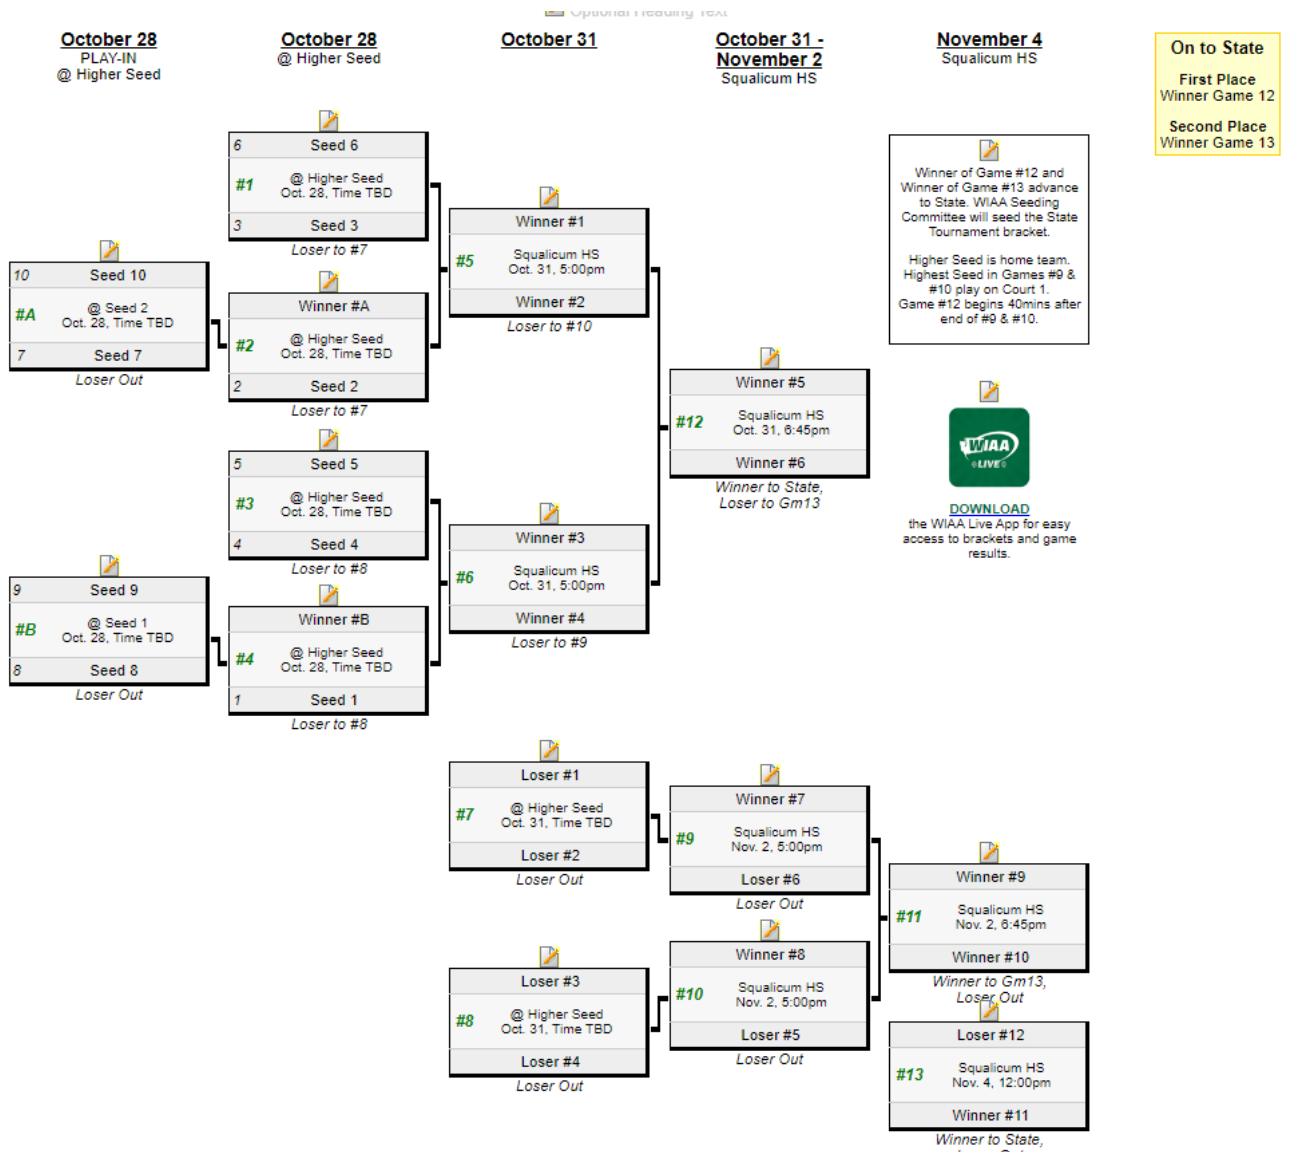 Optional Heading Text
October 28
PLAY-IN
@ Higher Seed
October 28
@ Higher Seed
October 31
October 31 -
November 2
Squalicum HS
November 4
Squalicum HS
On to State
First Place
Winner Game 12
Second Place
Winner Game 13
10 Seed 10
#A @ Seed 2
Oct. 28, Time TBD
7 Seed 7
Loser Out
9 Seed 9
#B @ Seed 1
Oct. 28, Time TBD
8 Seed 8
Loser Out
6 Seed 6
#1 @ Higher Seed
Oct. 28, Time TBD
3 Seed 3
Loser to #7
Winner #A
#2 @ Higher Seed
Oct. 28, Time TBD
2 Seed 2
Loser to #7
5 Seed 5
#3 @ Higher Seed
Oct. 28, Time TBD
4 Seed 4
Loser to #8
Winner #B
#4 @ Higher Seed
Oct. 28, Time TBD
1 Seed 1
Loser to #8
Winner #1
#5 Squalicum HS
Oct. 31, 5:00pm
Winner #2
Loser to #10
Winner #3
#6 Squalicum HS
Oct. 31, 5:00pm
Winner #4
Loser to #9
Loser #1
#7 @ Higher Seed
Oct. 31, Time TBD
Loser #2
Loser Out
Loser #3
#8 @ Higher Seed
Oct. 31, Time TBD
Loser #4
Loser Out
Winner #5
#12 Squalicum HS
Oct. 31, 6:45pm
Winner #6
Winner to State,
Loser to Gm13
Winner #7
#9 Squalicum HS
Nov. 2, 5:00pm
Loser #6
Loser Out
Winner #8
#10 Squalicum HS
Nov. 2, 5:00pm
Loser #5
Loser Out
Winner of Game #12 and
Winner of Game #13 advance
to State. WIAA Seeding
Committee will seed the State
Tournament bracket.
Higher Seed is home team.
Highest Seed in Games #9 &
#10 play on Court 1.
Game #12 begins 40mins after
end of #9 & #10.
WIAA
LIVE
DOWNLOAD
the WIAA Live App for easy
access to brackets and game
results.
Winner #9
#11 Squalicum HS
Nov. 2, 6:45pm
Winner #10
Winner to Gm13,
Loser Out
Loser #12
#13 Squalicum HS
Nov. 4, 12:00pm
Winner #11
Winner to State,